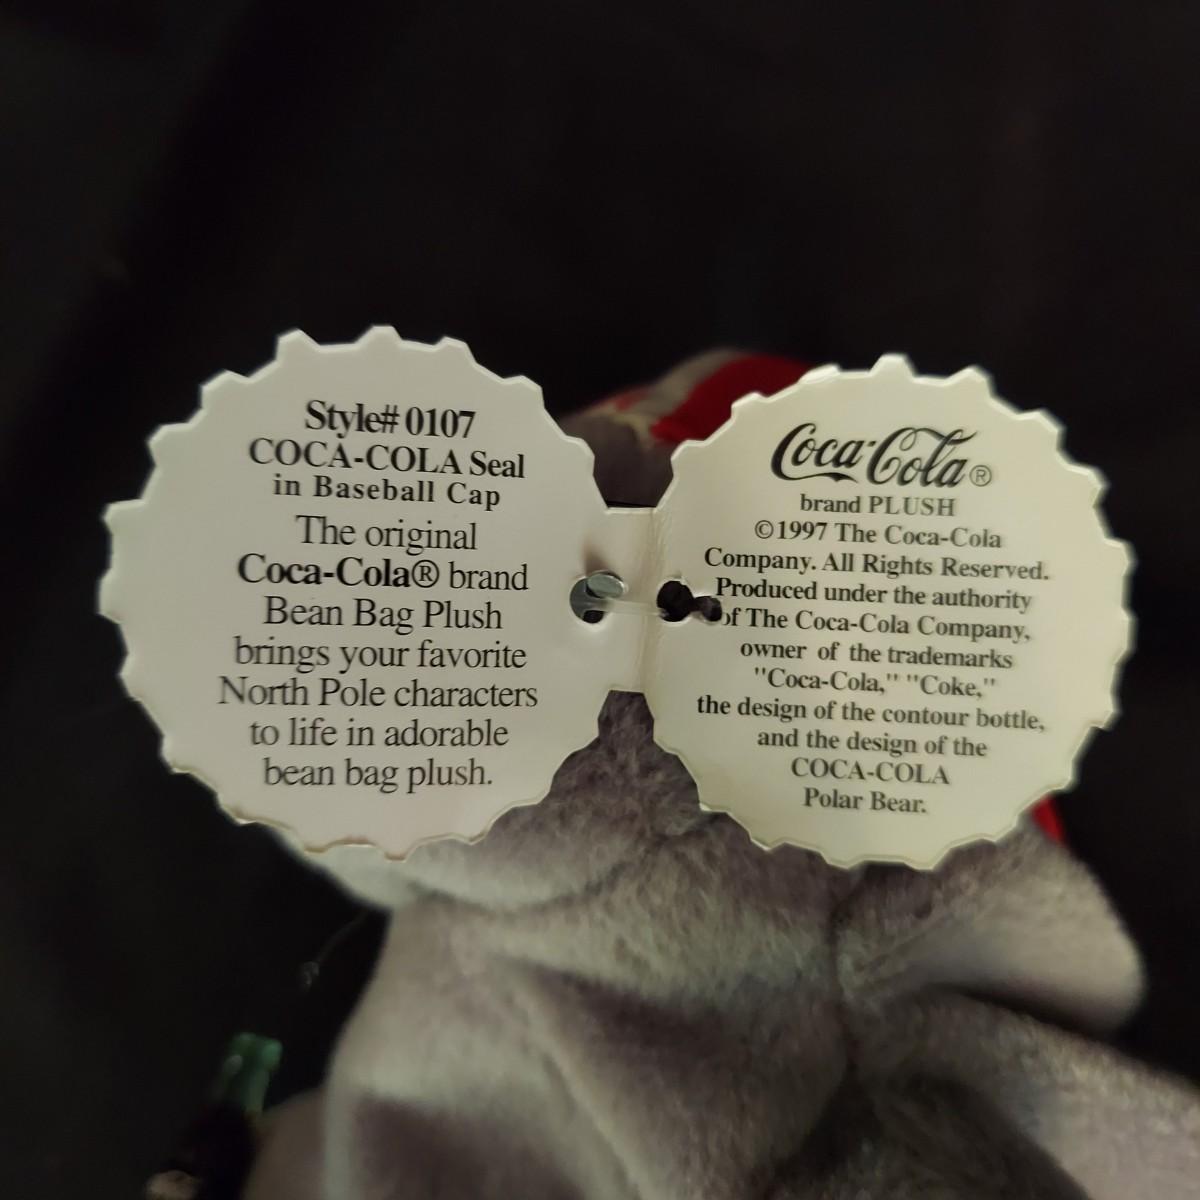 Style# 0107
COCA-COLA Seal
in Baseball Cap
The original
Coca-Cola® brand
Bean Bag Plush
brings your favorite
North Pole characters
to life in adorable
bean bag plush.
Coca-Cola®
brand PLUSH
©1997 The Coca-Cola
Company. All Rights Reserved.
Produced under the authority
of The Coca-Cola Company,
owner of the trademarks
"Coca-Cola," "Coke,"
the design of the contour bottle,
and the design of the
COCA-COLA
Polar Bear.